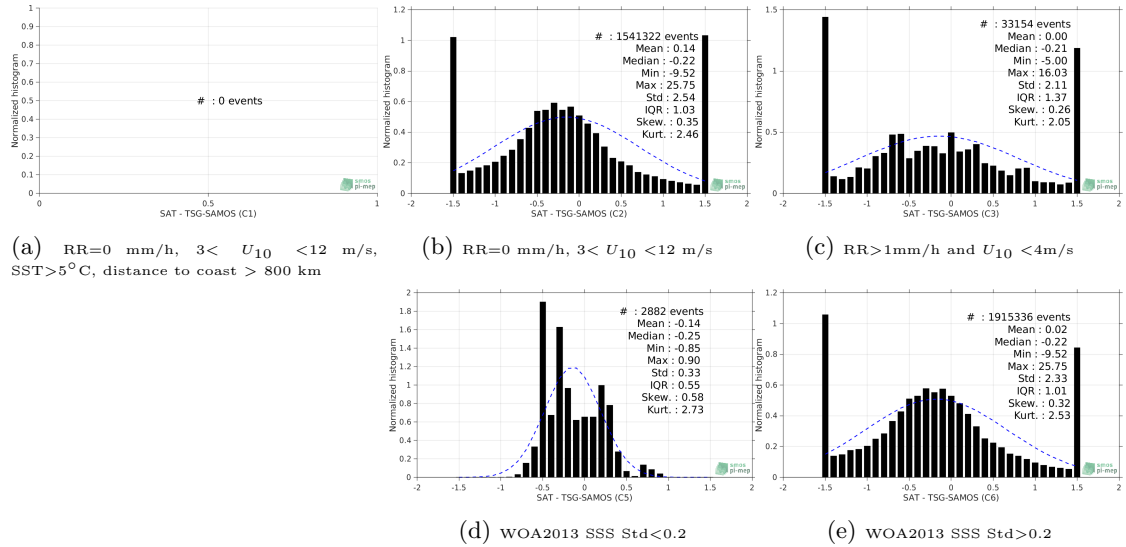 1
0.9
0.8
0.7
0.6
0.5
0.4
0.3
0.2
0.1
0
Normalized histogram
# : 0 events
0 0.5 1
SAT - TSG-SAMOS (C1)
smos
pi-mep
(a) RR=0 mm/h, 3< U10 <12 m/s,
SST>5°C, distance to coast > 800 km
1.2
1
0.8
0.6
0.4
0.2
0
Normalized histogram
# : 1541322 events
Mean : 0.14
Median : -0.22
Min : -9.52
Max : 25.75
Std : 2.54
IQR : 1.03
Skew. : 0.35
Kurt. : 2.46
-2 -1.5 -1 -0.5 0 0.5 1 1.5 2
SAT - TSG-SAMOS (C2)
smos
pi-mep
(b) RR=0 mm/h, 3< U10 <12 m/s
1.5
1
0.5
0
Normalized histogram
# : 33154 events
Mean : 0.00
Median : -0.21
Min : -5.00
Max : 16.03
Std : 2.11
IQR : 1.37
Skew. : 0.26
Kurt. : 2.05
-2 -1.5 -1 -0.5 0 0.5 1 1.5 2
SAT - TSG-SAMOS (C3)
smos
pi-mep
(c) RR>1mm/h and U10 <4m/s
2
1.8
1.6
1.4
1.2
1
0.8
0.6
0.4
0.2
0
Normalized histogram
# : 2882 events
Mean : -0.14
Median : -0.25
Min : -0.85
Max : 0.90
Std : 0.33
IQR : 0.55
Skew. : 0.58
Kurt. : 2.73
-2 -1.5 -1 -0.5 0 0.5 1 1.5 2
SAT - TSG-SAMOS (C5)
smos
pi-mep
(d) WOA2013 SSS Std<0.2
1.2
1
0.8
0.6
0.4
0.2
0
Normalized histogram
# : 1915336 events
Mean : 0.02
Median : -0.22
Min : -9.52
Max : 25.75
Std : 2.33
IQR : 1.01
Skew. : 0.32
Kurt. : 2.53
-2 -1.5 -1 -0.5 0 0.5 1 1.5 2
SAT - TSG-SAMOS (C6)
smos
pi-mep
(e) WOA2013 SSS Std>0.2